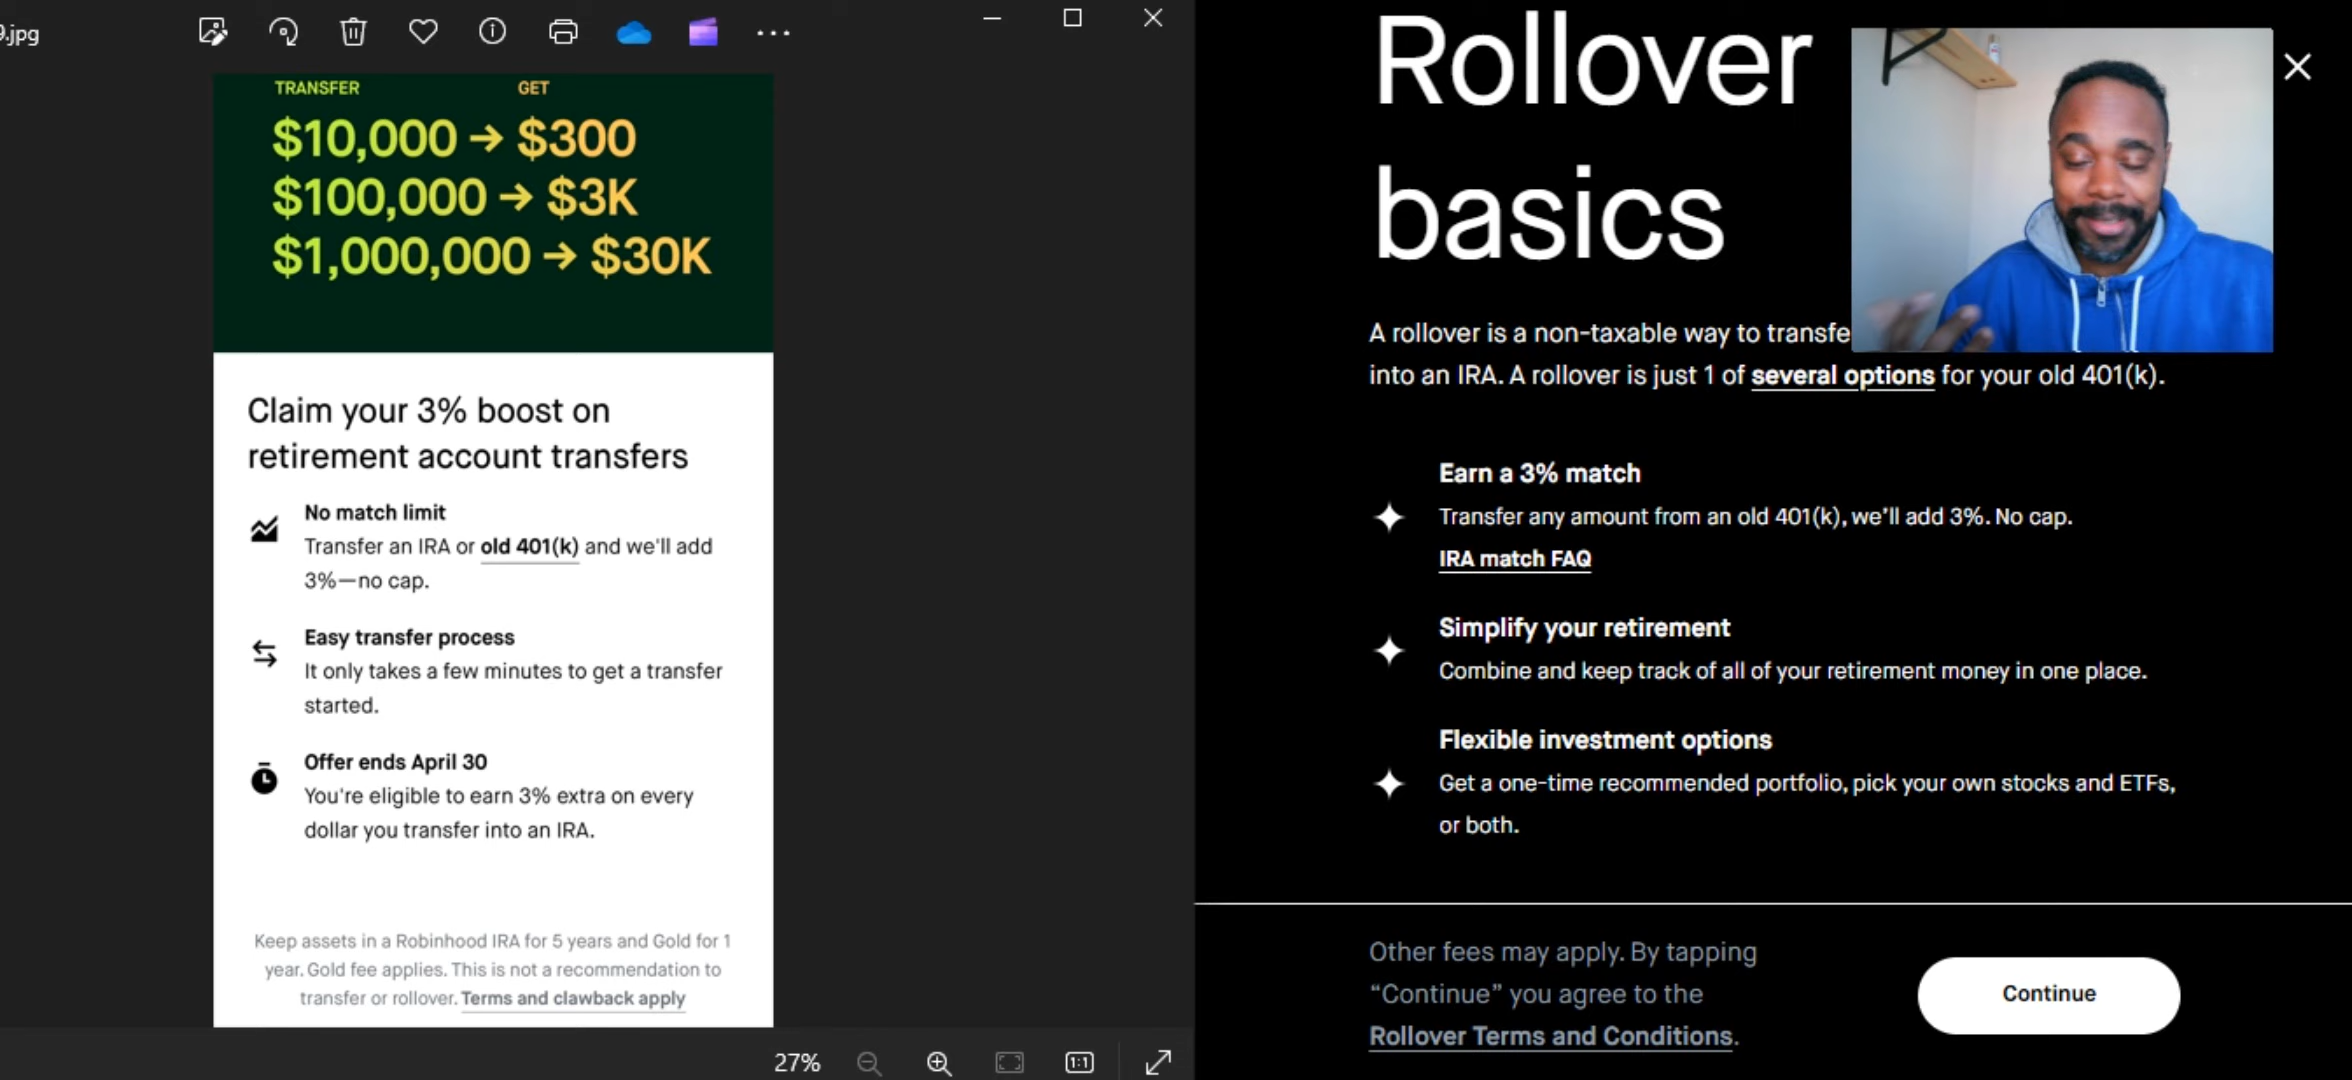 9.jpg
TRANSFER GET
$10,000 → $300
$100,000 → $3K
$1,000,000 → $30K
Claim your 3% boost on
retirement account transfers
No match limit
Transfer an IRA or old 401(k) and we'll add
3%—no cap.
Easy transfer process
It only takes a few minutes to get a transfer
started.
Offer ends April 30
You're eligible to earn 3% extra on every
dollar you transfer into an IRA.
Keep assets in a Robinhood IRA for 5 years and Gold for 1
year. Gold fee applies. This is not a recommendation to
transfer or rollover. Terms and clawback apply
27%
1:1
Rollover
basics
A rollover is a non-taxable way to transfe
into an IRA. A rollover is just 1 of several options for your old 401(k).
Earn a 3% match
Transfer any amount from an old 401(k), we'll add 3%. No cap.
IRA match FAQ
Simplify your retirement
Combine and keep track of all of your retirement money in one place.
Flexible investment options
Get a one-time recommended portfolio, pick your own stocks and ETFs,
or both.
Other fees may apply. By tapping
“Continue” you agree to the
Rollover Terms and Conditions.
Continue